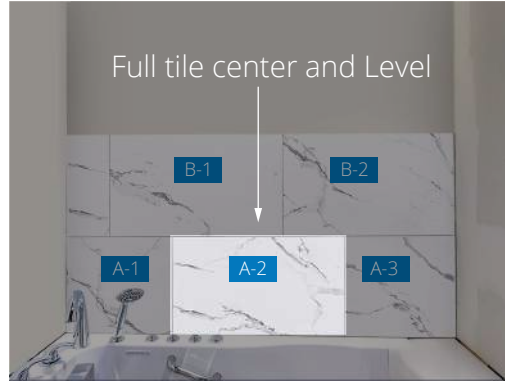 Full tile center and Level
B-1
B-2
A-1
A-2
A-3